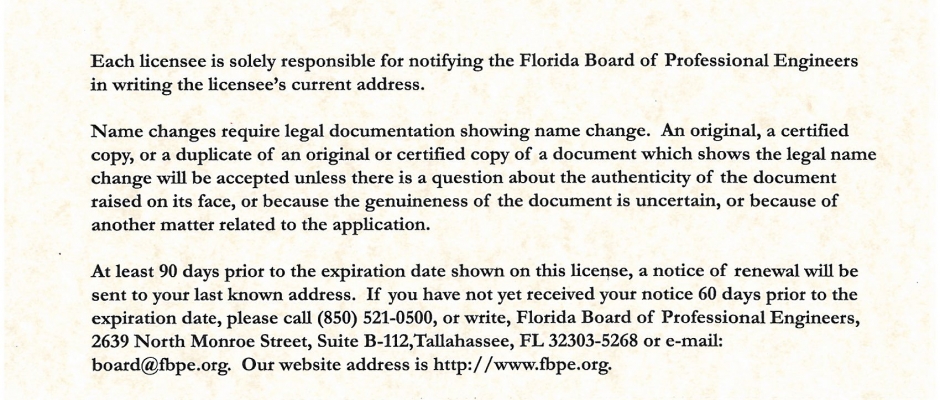 Each licensee is solely responsible for notifying the Florida Board of Professional Engineers
in writing the licensee's current address.
Name changes require legal documentation showing name change.  An original, a certified
copy, or a duplicate of an original or certified copy of a document which shows the legal name
change will be accepted unless there is a question about the authenticity of the document
raised on its face, or because the genuineness of the document is uncertain, or because of
another matter related to the application.
At least 90 days prior to the expiration date shown on this license, a notice of renewal will be
sent to your last known address.  If you have not yet received your notice 60 days prior to the
expiration date, please call (850) 521-0500, or write, Florida Board of Professional Engineers,
2639 North Monroe Street, Suite B-112,Tallahassee, FL 32303-5268 or e-mail:
board@fbpe.org.  Our website address is http://www.fbpe.org.